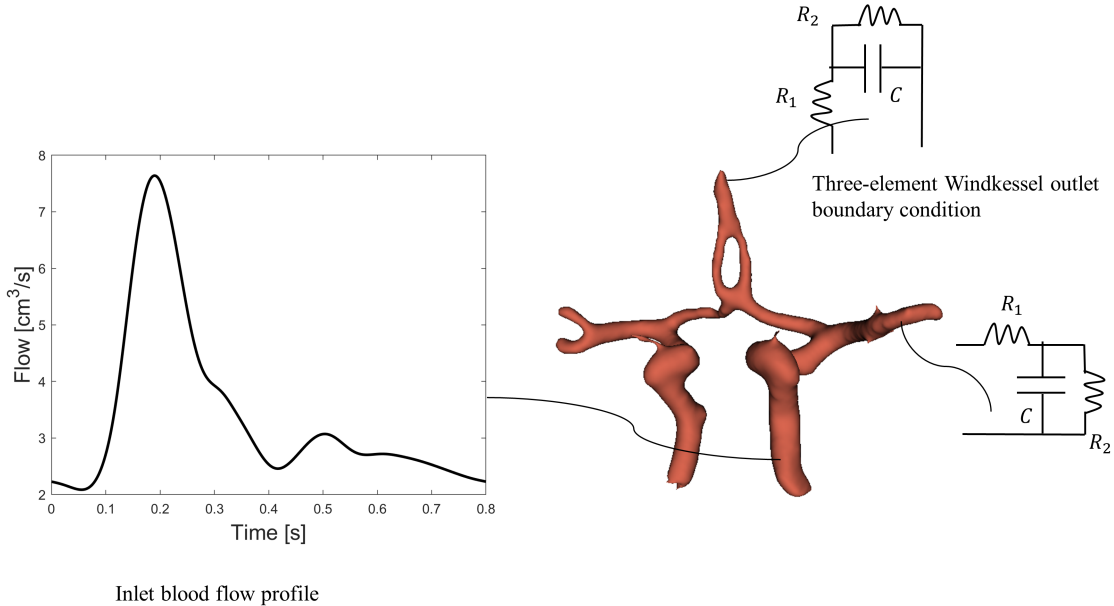 R₂
R₁
C
Three-element Windkessel outlet
boundary condition
8
7
6
5
4
3
2
Flow [cm³/s]
0
0.1
0.2
0.3
0.4
0.5
0.6
0.7
0.8
Time [s]
R₁
C
R₂
Inlet blood flow profile